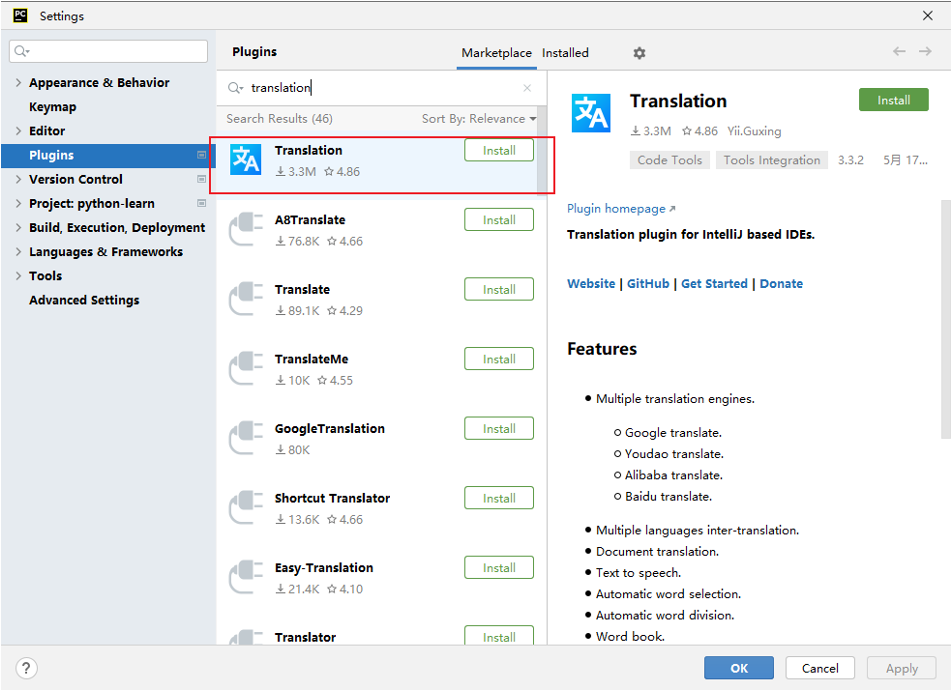 PC Settings
Plugins
Marketplace Installed
Appearance & Behavior
Keymap
Editor
Plugins
Version Control
Project: python-learn
Build, Execution, Deployment
Languages & Frameworks
Tools
Advanced Settings
translation
Search Results (46) Sort By: Relevance
Translation Install
3.3M 4.86
A8Translate Install
76.8K 4.66
Translate Install
89.1K 4.29
TranslateMe Install
10K 4.55
GoogleTranslation Install
80K
Shortcut Translator Install
13.6K 4.66
Easy-Translation Install
21.4K 4.10
Translator Install
文A Translation Install
3.3M 4.86 Yii.Guxing
Code Tools Tools Integration 3.3.2 5月 17...
Plugin homepage ↗
Translation plugin for IntelliJ based IDEs.
Website | GitHub | Get Started | Donate
Features
Multiple translation engines.
Google translate.
Youdao translate.
Alibaba translate.
Baidu translate.
Multiple languages inter-translation.
Document translation.
Text to speech.
Automatic word selection.
Automatic word division.
Word book.
? OK Cancel Apply